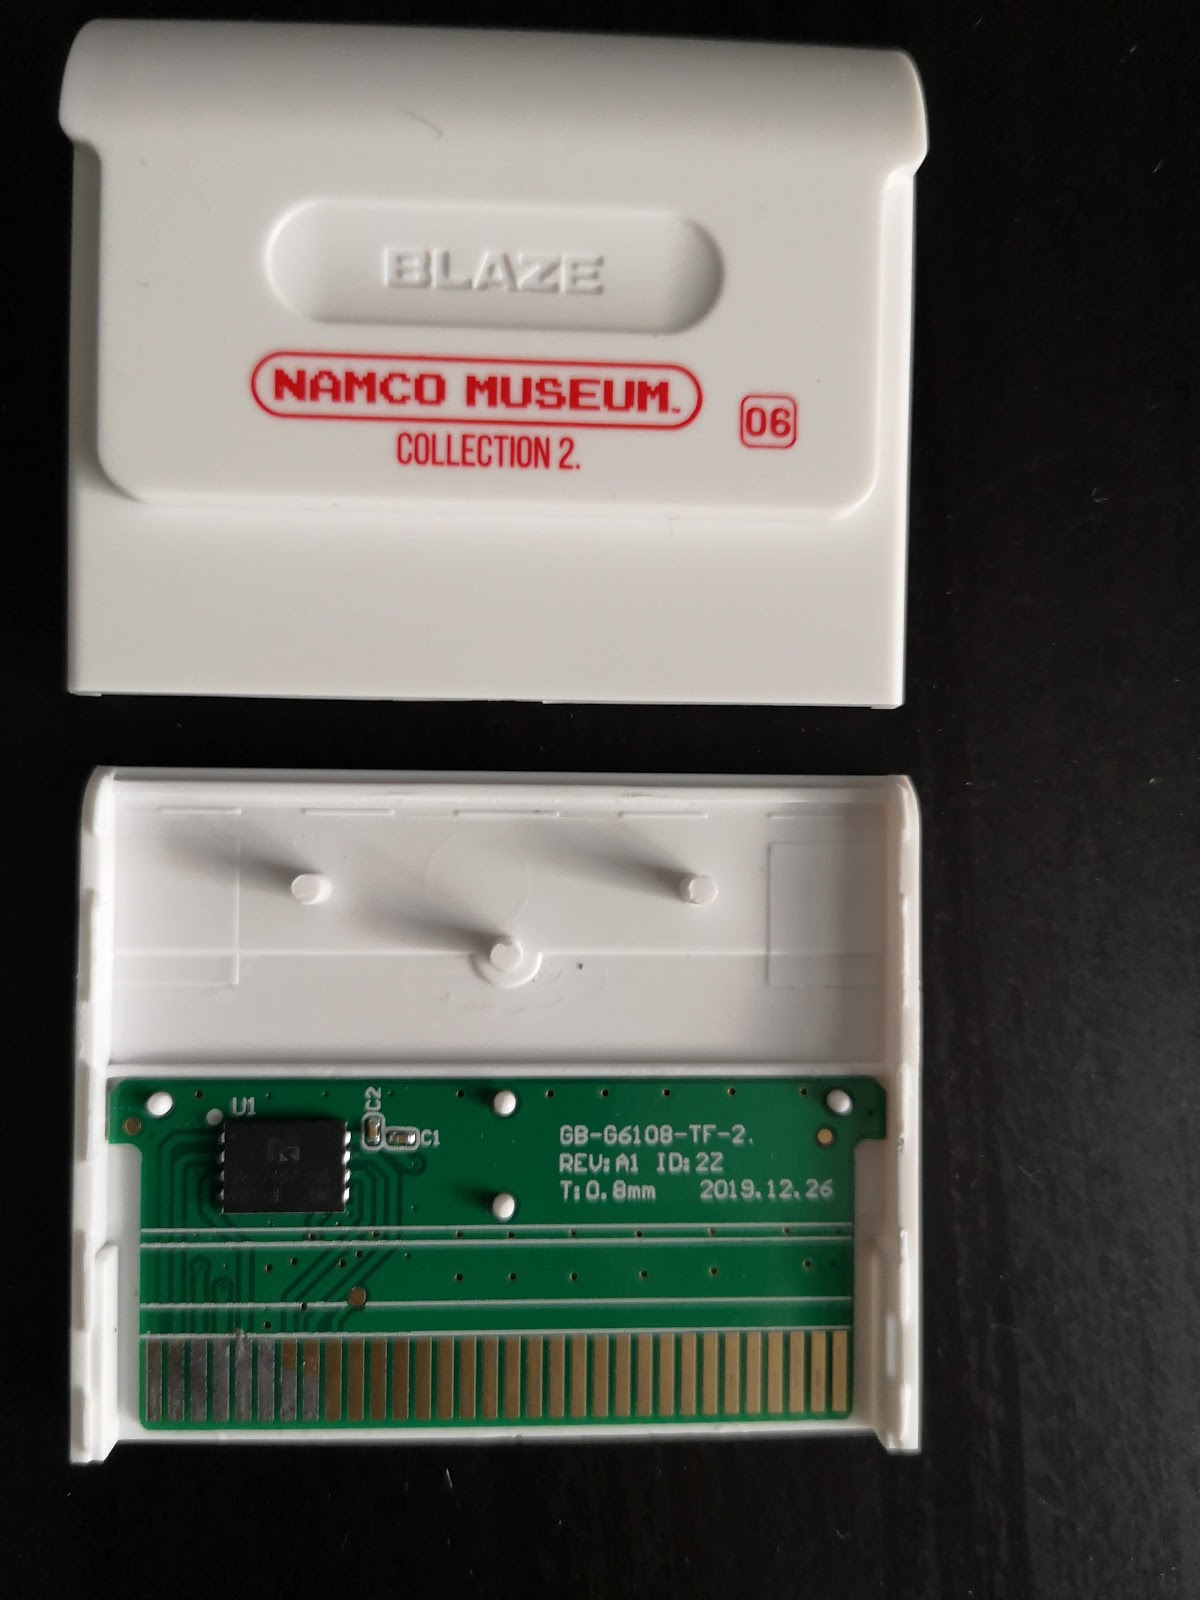 BLAZE
NAMCO MUSEUM™
06
COLLECTION 2.
U1
C2
C1
GB-G6108-TF-2.
REV:A1 ID:2Z
T:0.8mm 2019.12.26